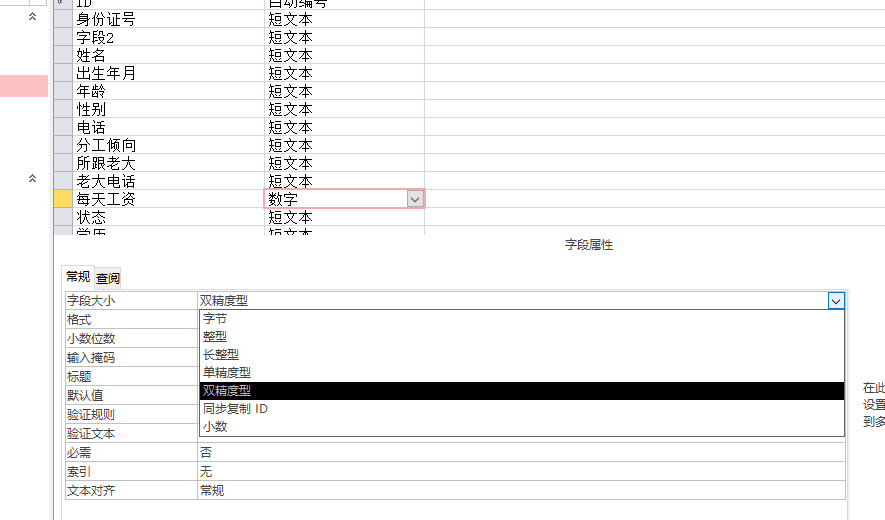 ID 自动编号
身份证号 短文本
字段2 短文本
姓名 短文本
出生年月 短文本
年龄 短文本
性别 短文本
电话 短文本
分工倾向 短文本
所跟老大 短文本
老大电话 短文本
每天工资 数字
状态 短文本
学历 短文本
字段属性
常规 查阅
字段大小 双精度型
格式 字节
小数位数 整型
输入掩码 长整型
标题 单精度型
默认值 双精度型
验证规则 同步复制 ID
验证文本 小数
必需 否
索引 无
文本对齐 常规
在此
设置
到多